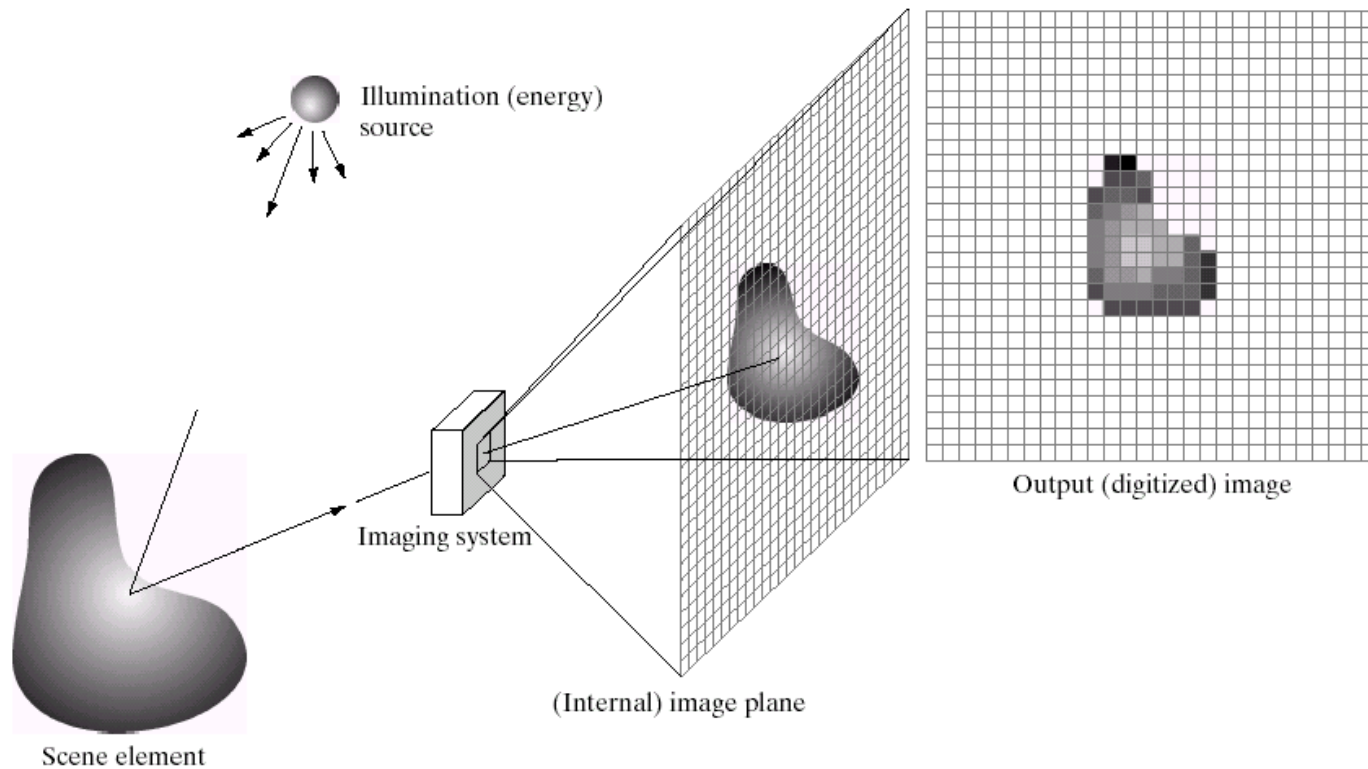 Illumination (energy)
source
Output (digitized) image
Imaging system
(Internal) image plane
Scene element